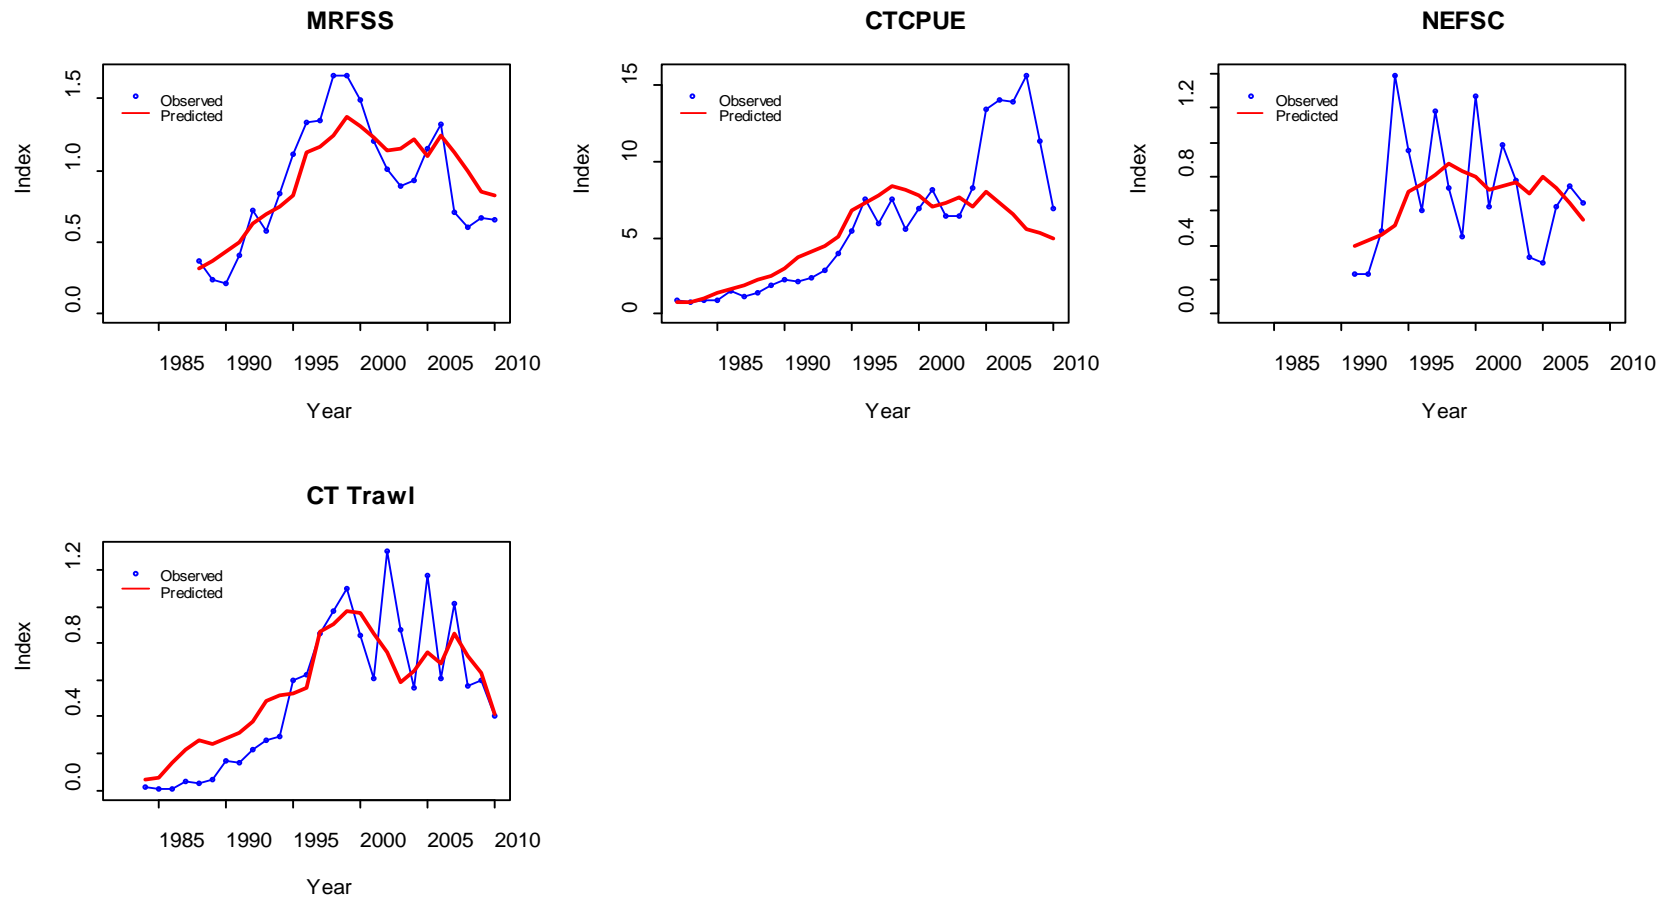 MRFSS
Index
0.0 0.5 1.0 1.5
Observed
Predicted
1985 1990 1995 2000 2005 2010
Year
CTCPUE
Index
0 5 10 15
Observed
Predicted
1985 1990 1995 2000 2005 2010
Year
NEFSC
Index
0.0 0.4 0.8 1.2
Observed
Predicted
1985 1990 1995 2000 2005 2010
Year
CT Trawl
Index
0.0 0.4 0.8 1.2
Observed
Predicted
1985 1990 1995 2000 2005 2010
Year